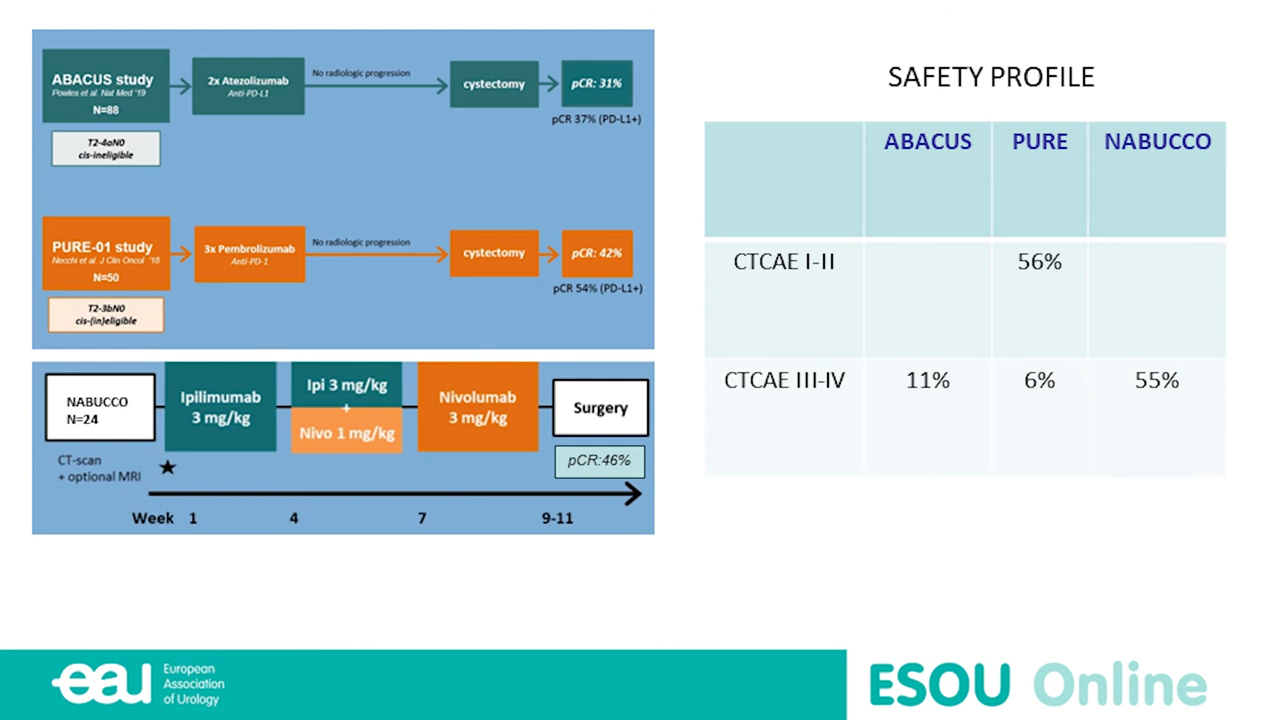 ABACUS study
Powles et al. Nat Med '19
N=88
2x Atezolizumab
Anti-PD-L1
No radiologic progression
cystectomy
pCR: 31%
pCR 37% (PD-L1+)
T2-4aN0
cis-ineligible
PURE-01 study
Necchi et al. J Clin Oncol '18
N=50
3x Pembrolizumab
Anti-PD-1
No radiologic progression
cystectomy
pCR: 42%
pCR 54% (PD-L1+)
T2-3bN0
cis-(in)eligible
NABUCCO
N=24
Ipilimumab
3 mg/kg
Ipi 3 mg/kg
+
Nivo 1 mg/kg
Nivolumab
3 mg/kg
Surgery
pCR:46%
CT-scan
+ optional MRI
Week 1 4 7 9-11
SAFETY PROFILE
ABACUS PURE NABUCCO
CTCAE I-II 56%
CTCAE III-IV 11% 6% 55%
eau
European
Association
of Urology
ESOU Online